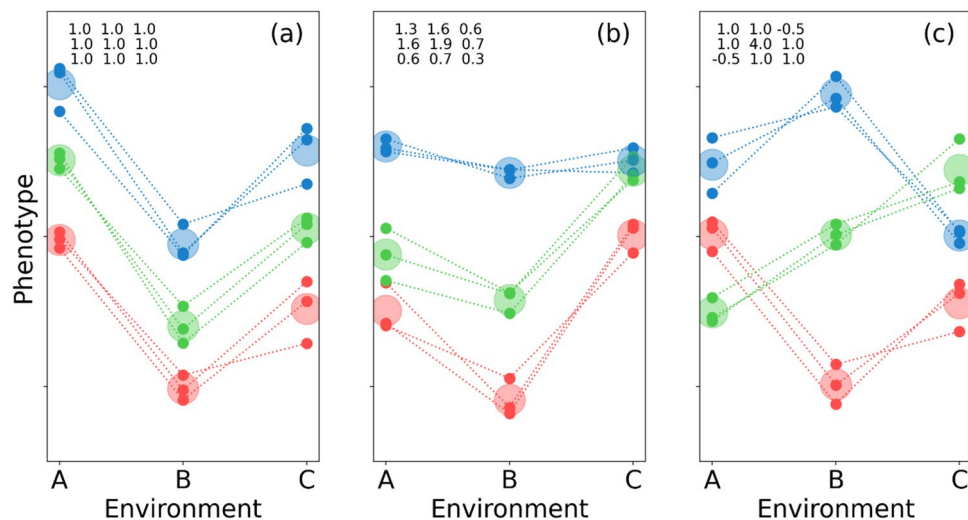 1.0 1.0 1.0
1.0 1.0 1.0
1.0 1.0 1.0
(a)
1.3 1.6 0.6
1.6 1.9 0.7
0.6 0.7 0.3
(b)
1.0 1.0 -0.5
1.0 4.0 1.0
-0.5 1.0 1.0
(c)
Phenotype
A B C
Environment
A B C
Environment
A B C
Environment